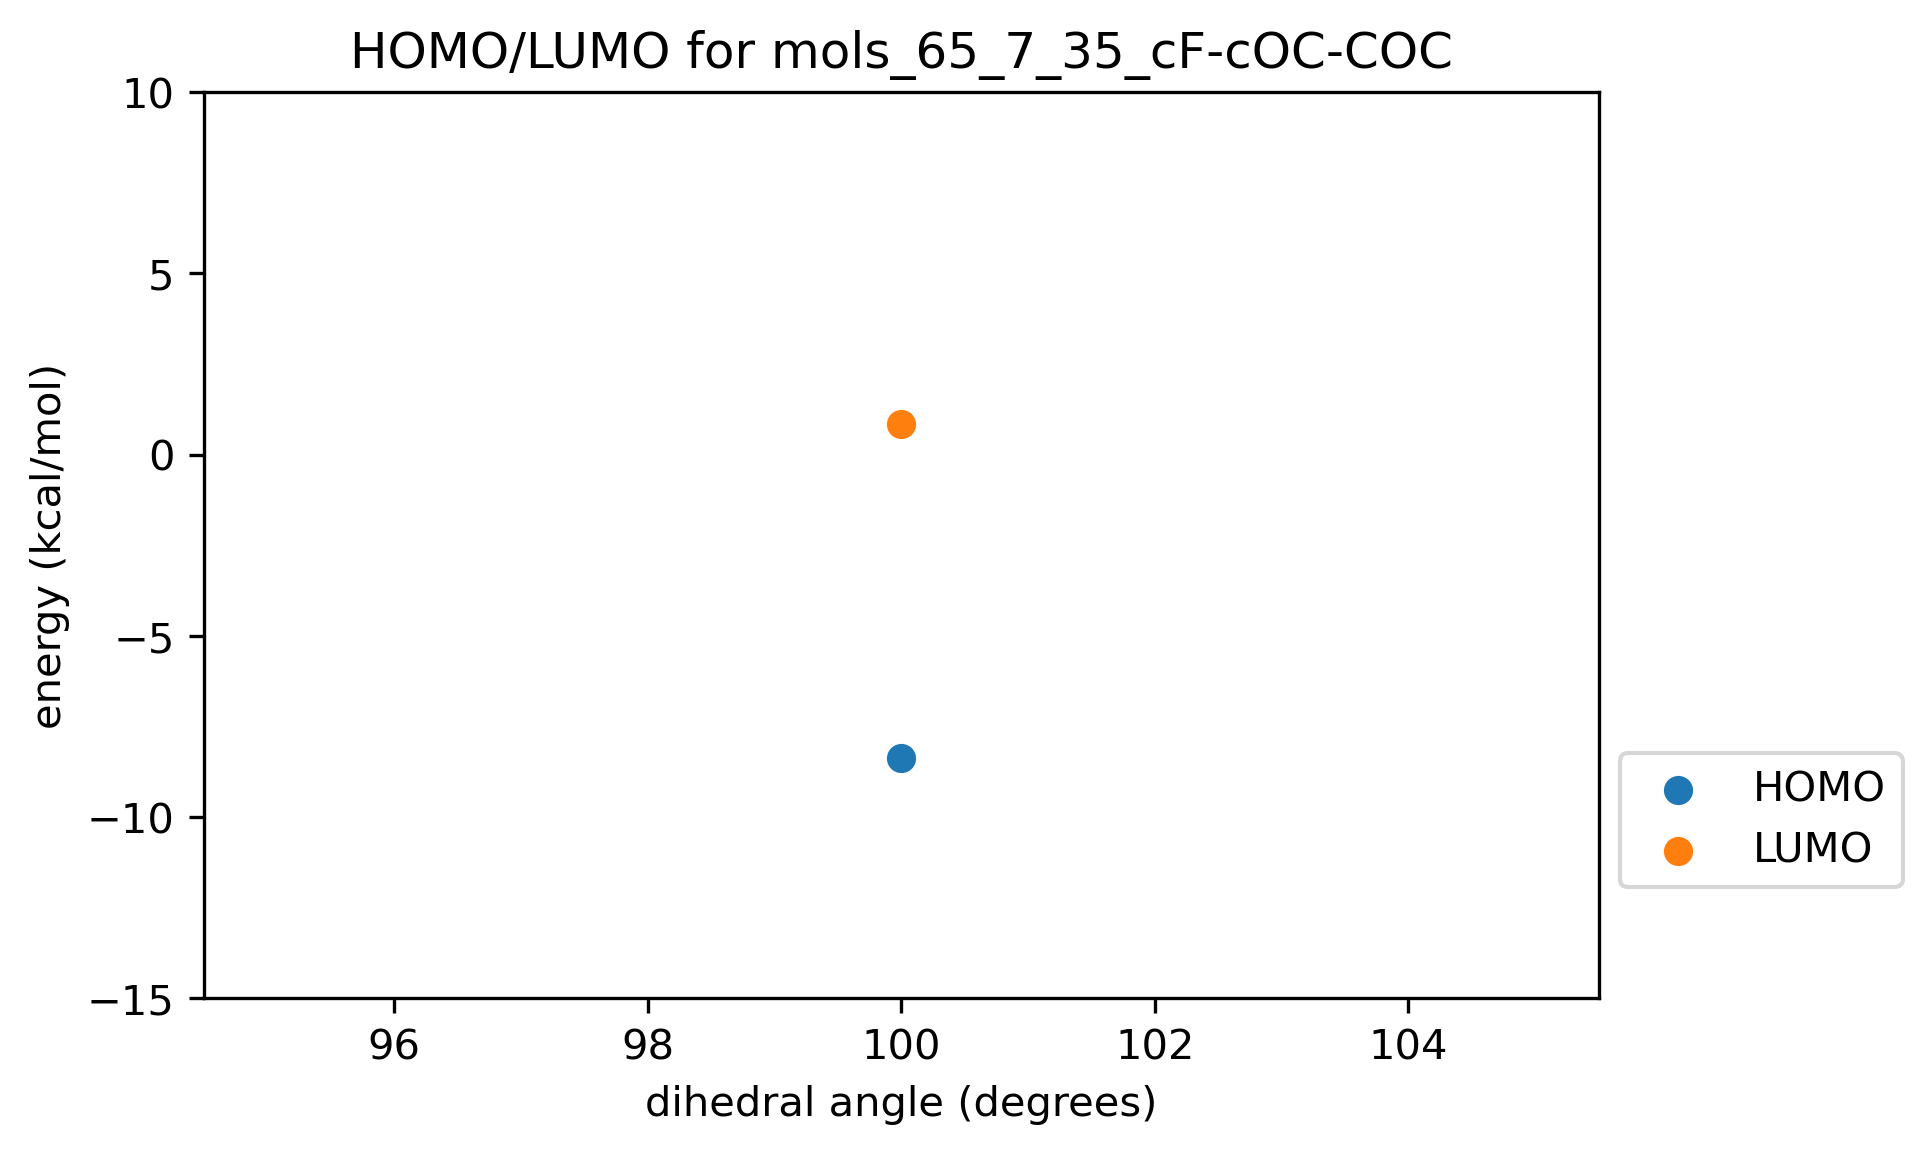 HOMO/LUMO for mols_65_7_35_cF-cOC-COC
10
5
0
−5
−10
−15
energy (kcal/mol)
96 98 100 102 104
dihedral angle (degrees)
HOMO
LUMO